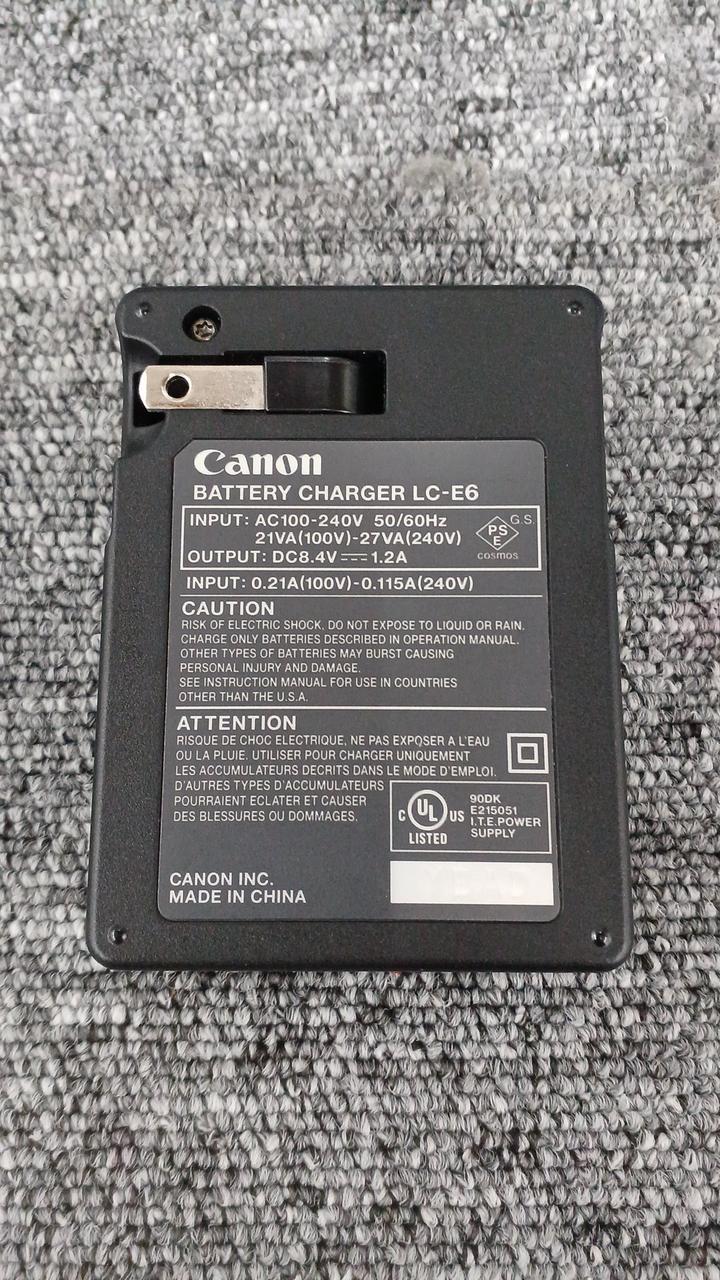 Canon
BATTERY CHARGER LC-E6
INPUT: AC100-240V 50/60Hz
21VA(100V)-27VA(240V)
OUTPUT: DC8.4V ⎓ 1.2A
PS
E
G.S.
cosmos
INPUT: 0.21A(100V)-0.115A(240V)
CAUTION
RISK OF ELECTRIC SHOCK. DO NOT EXPOSE TO LIQUID OR RAIN.
CHARGE ONLY BATTERIES DESCRIBED IN OPERATION MANUAL.
OTHER TYPES OF BATTERIES MAY BURST CAUSING
PERSONAL INJURY AND DAMAGE.
SEE INSTRUCTION MANUAL FOR USE IN COUNTRIES
OTHER THAN THE U.S.A.
ATTENTION
RISQUE DE CHOC ELECTRIQUE, NE PAS EXPOSER A L'EAU
OU LA PLUIE. UTILISER POUR CHARGER UNIQUEMENT
LES ACCUMULATEURS DECRITS DANS LE MODE D'EMPLOI.
D'AUTRES TYPES D'ACCUMULATEURS
POURRAIENT ECLATER ET CAUSER
DES BLESSURES OU DOMMAGES.
C UL US
LISTED
90DK
E215051
I.T.E.POWER
SUPPLY
CANON INC.
MADE IN CHINA